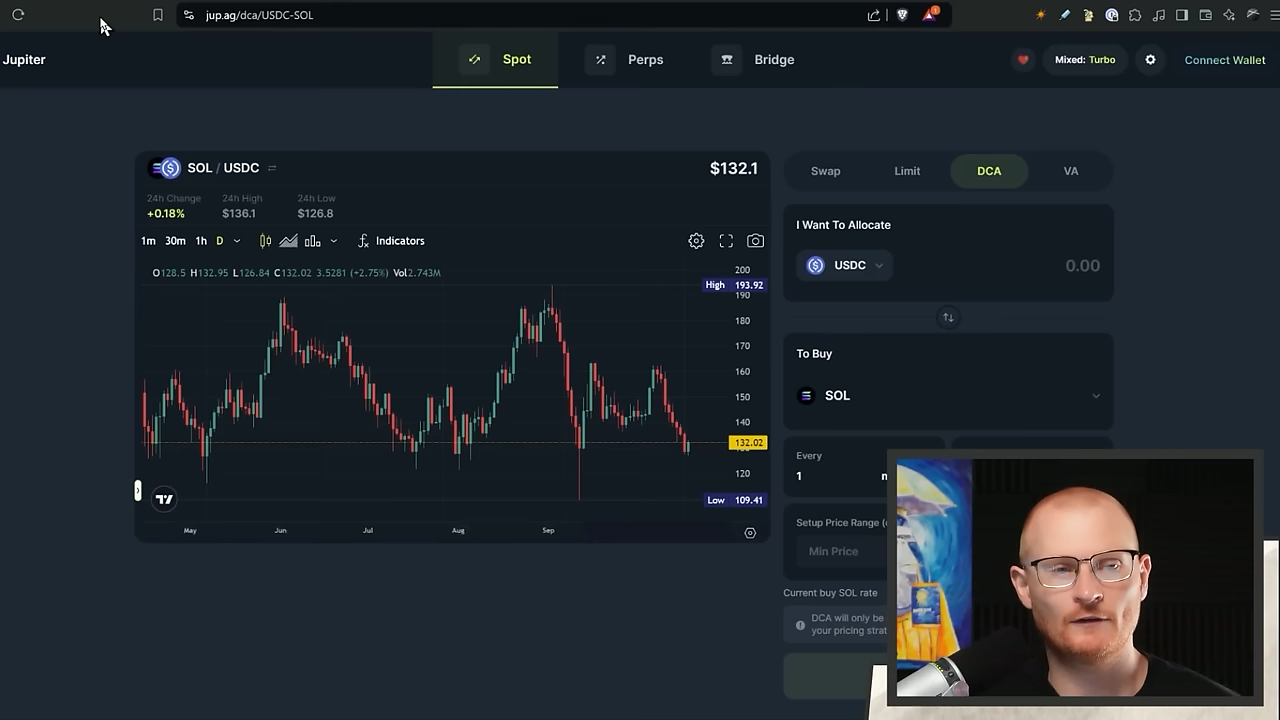 jup.ag/dca/USDC-SOL
1
Jupiter
Spot
Perps
Bridge
Mixed: Turbo
Connect Wallet
SOL / USDC
$132.1
24h Change
24h High
24h Low
+0.18%
$136.1
$126.8
1m 30m 1h D
Indicators
O128.5 H132.95 L126.84 C132.02 3.5281 (+2.75%) Vol2.743M
200
High 193.92
190
180
170
160
150
140
132.02
120
Low 109.41
May Jun Jul Aug Sep
Swap
Limit
DCA
VA
I Want To Allocate
USDC
0.00
To Buy
SOL
Every
1
Setup Price Range
Min Price
Current buy SOL rate
DCA will only be
your pricing strat